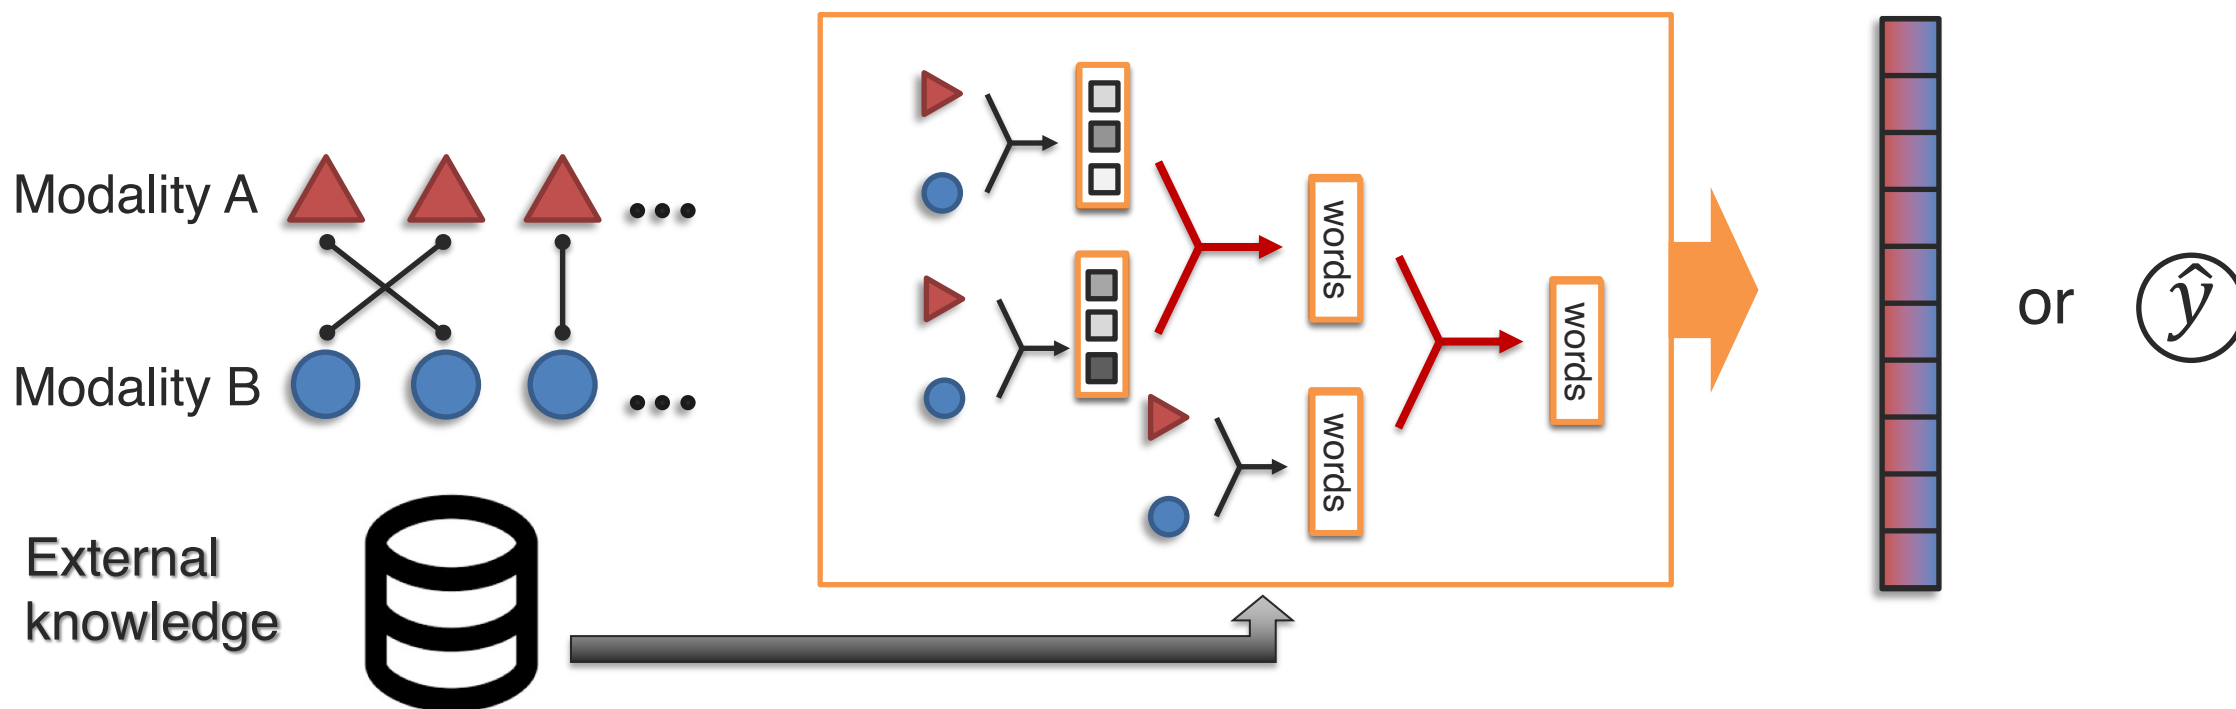 Modality A
Modality B
External
knowledge
words
words
words
or
ŷ